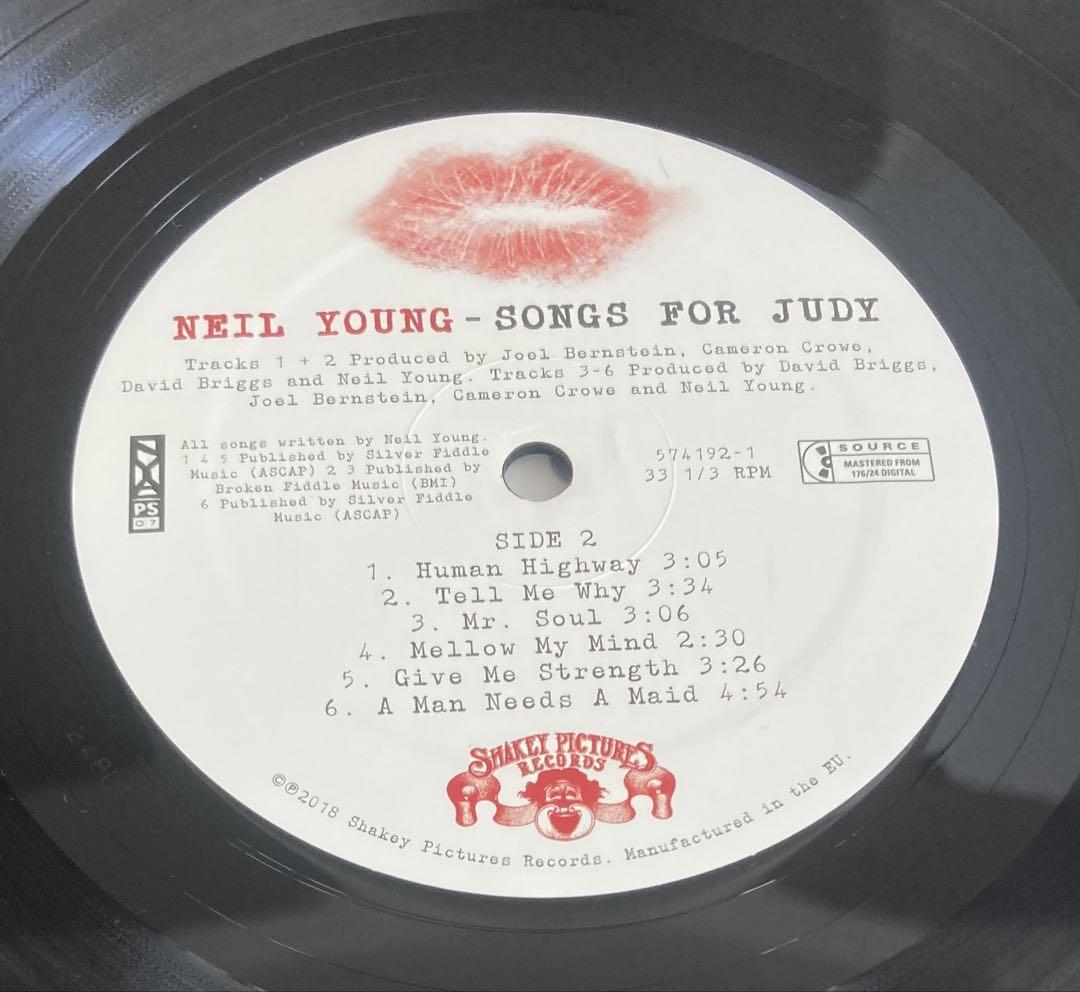 NEIL YOUNG - SONGS FOR JUDY
Tracks 1 + 2 Produced by Joel Bernstein, Cameron Crowe,
David Briggs and Neil Young. Tracks 3-6 Produced by David Briggs,
Joel Bernstein, Cameron Crowe and Neil Young.
All songs written by Neil Young.
1 4 5 Published by Silver Fiddle
Music (ASCAP) 2 3 Published by
Broken Fiddle Music (BMI)
6 Published by Silver Fiddle
Music (ASCAP)
PS
07
574192-1
33 1/3 RPM
SOURCE
MASTERED FROM
176/24 DIGITAL
SIDE 2
1. Human Highway 3:05
2. Tell Me Why 3:34
3. Mr. Soul 3:06
4. Mellow My Mind 2:30
5. Give Me Strength 3:26
6. A Man Needs A Maid 4:54
SHAKEY PICTURES
RECORDS
©℗2018 Shakey Pictures Records. Manufactured in the EU.